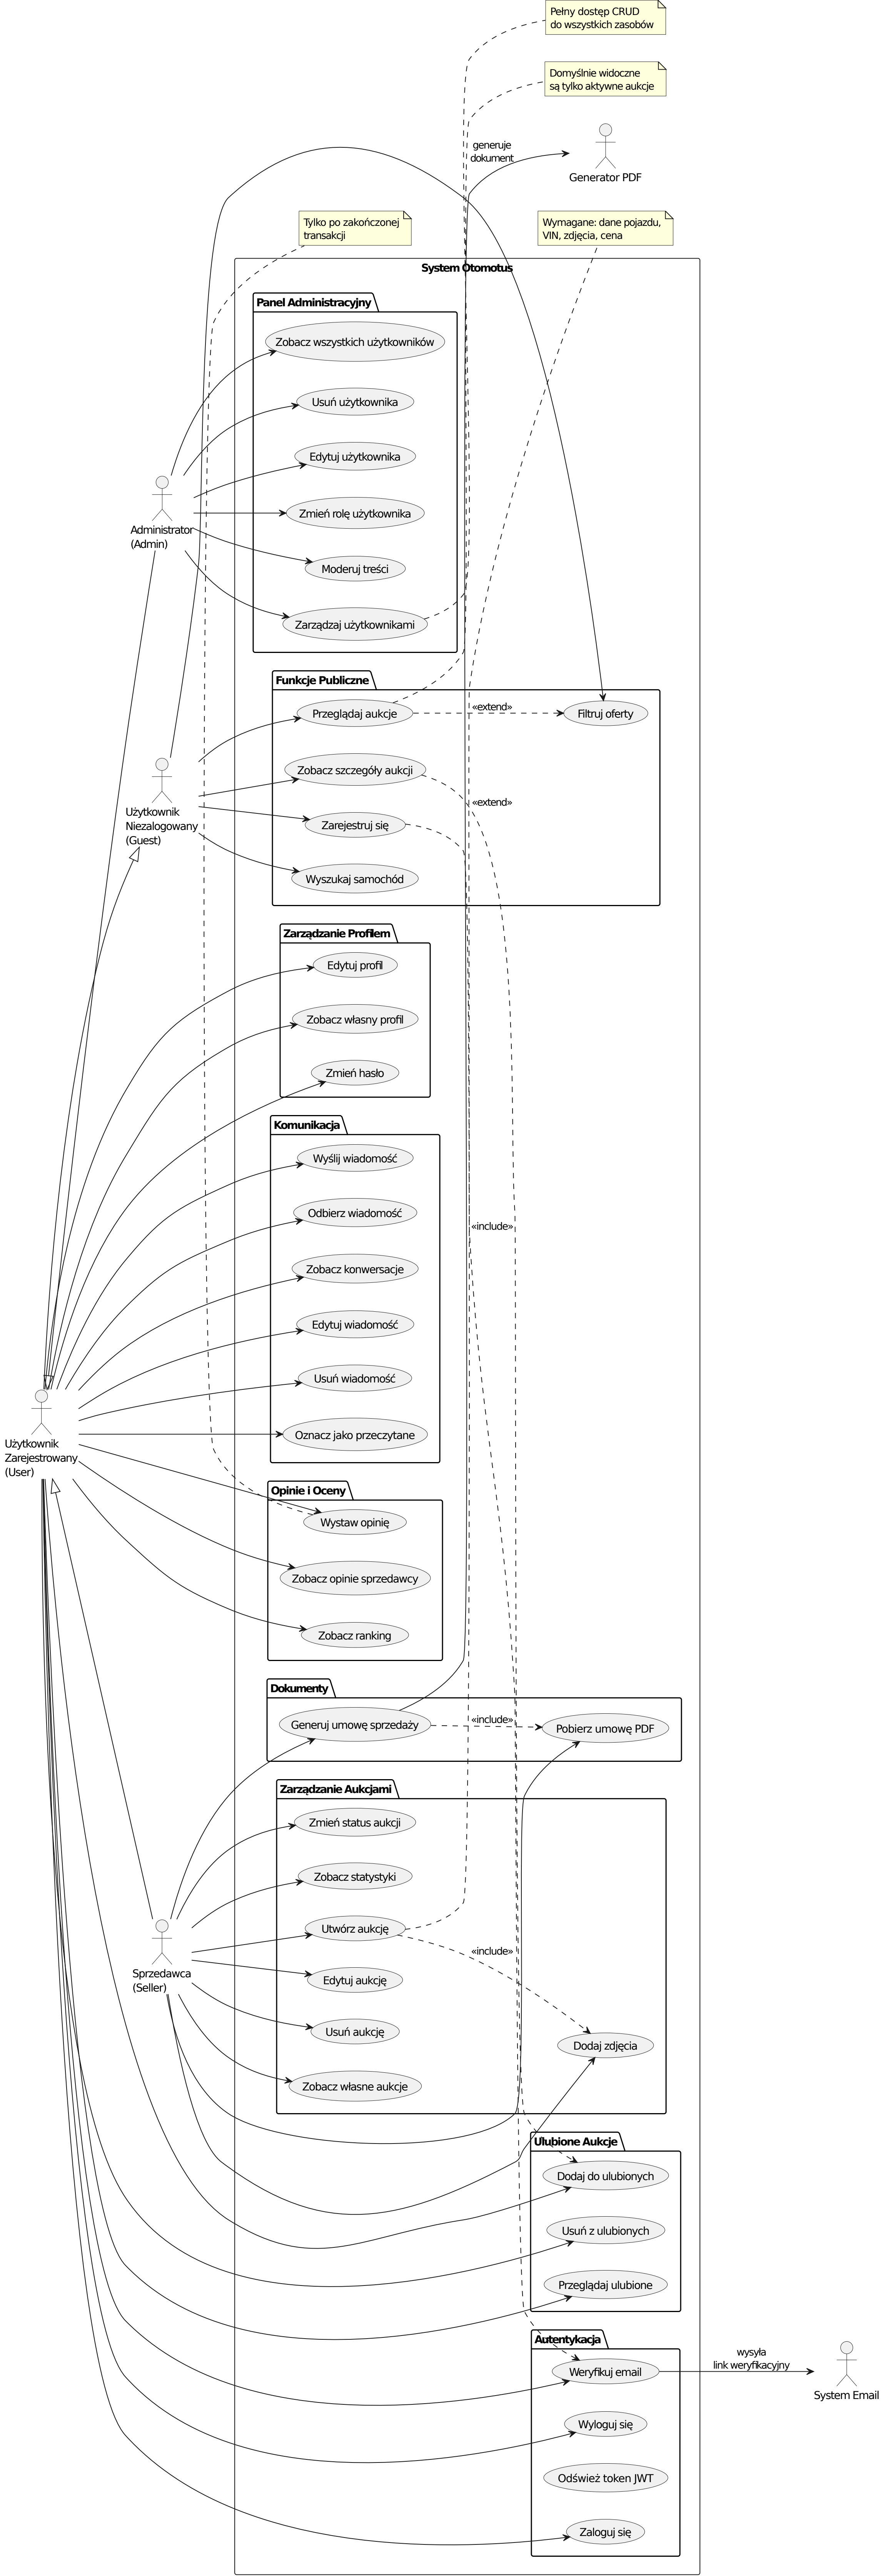 Pełny dostęp CRUD
do wszystkich zasobów
Domyślnie widoczne
są tylko aktywne aukcje
generuje
dokument
Generator PDF
Tylko po zakończonej
transakcji
Wymagane: dane pojazdu,
VIN, zdjęcia, cena
System Otomotus
Panel Administracyjny
Zobacz wszystkich użytkowników
Usuń użytkownika
Edytuj użytkownika
Zmień rolę użytkownika
Moderuj treści
Zarządzaj użytkownikami
Administrator
(Admin)
Funkcje Publiczne
Przeglądaj aukcje
«extend»
Filtruj oferty
Zobacz szczegóły aukcji
«extend»
Zarejestruj się
Wyszukaj samochód
Użytkownik
Niezalogowany
(Guest)
Zarządzanie Profilem
Edytuj profil
Zobacz własny profil
Zmień hasło
Komunikacja
Wyślij wiadomość
Odbierz wiadomość
«include»
Zobacz konwersacje
Edytuj wiadomość
Usuń wiadomość
Oznacz jako przeczytane
Użytkownik
Zarejestrowany
(User)
Opinie i Oceny
Wystaw opinię
Zobacz opinie sprzedawcy
Zobacz ranking
Dokumenty
Generuj umowę sprzedaży
«include»
Pobierz umowę PDF
Zarządzanie Aukcjami
Zmień status aukcji
Zobacz statystyki
Utwórz aukcję
«include»
Edytuj aukcję
Usuń aukcję
Dodaj zdjęcia
Zobacz własne aukcje
Sprzedawca
(Seller)
Ulubione Aukcje
Dodaj do ulubionych
Usuń z ulubionych
Przeglądaj ulubione
Autentykacja
Weryfikuj email
wysyła
link weryfikacyjny
System Email
Wyloguj się
Odśwież token JWT
Zaloguj się